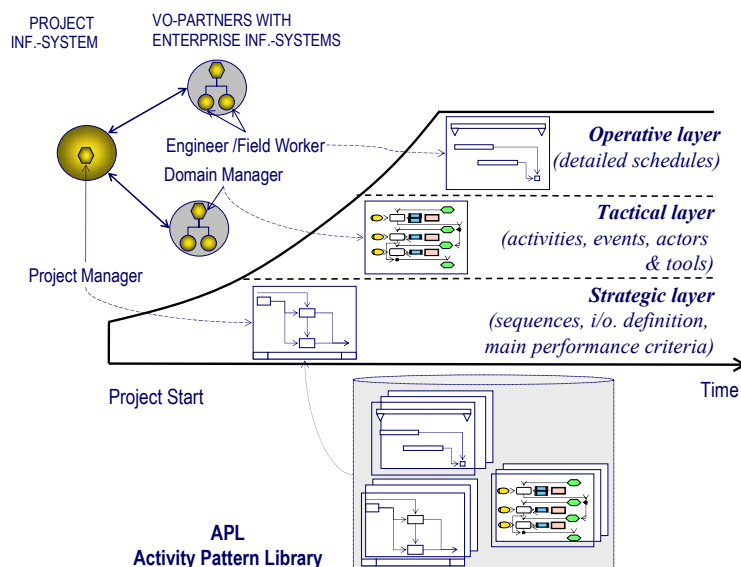 PROJECT
INF.-SYSTEM
VO-PARTNERS WITH
ENTERPRISE INF.-SYSTEMS
Engineer /Field Worker
Domain Manager
Project Manager
Operative layer
(detailed schedules)
Tactical layer
(activities, events, actors
& tools)
Strategic layer
(sequences, i/o. definition,
main performance criteria)
Project Start
Time
APL
Activity Pattern Library